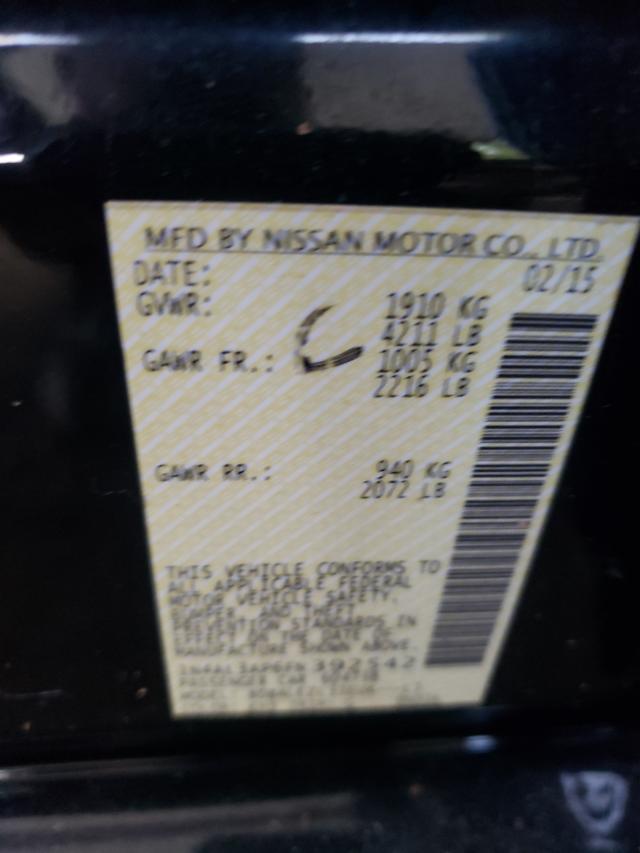 MFD BY NISSAN MOTOR CO., LTD.
DATE: 02/15
GVWR: 1910 KG
4211 LB
GAWR FR.: 1005 KG
2216 LB
GAWR RR.: 940 KG
2072 LB
THIS VEHICLE CONFORMS TO
ALL APPLICABLE FEDERAL
MOTOR VEHICLE SAFETY,
BUMPER, AND THEFT
PREVENTION STANDARDS IN
EFFECT ON THE DATE OF
MANUFACTURE SHOWN ABOVE.
1N4AL3AP6FN392542
PASSENGER CAR
MODEL: